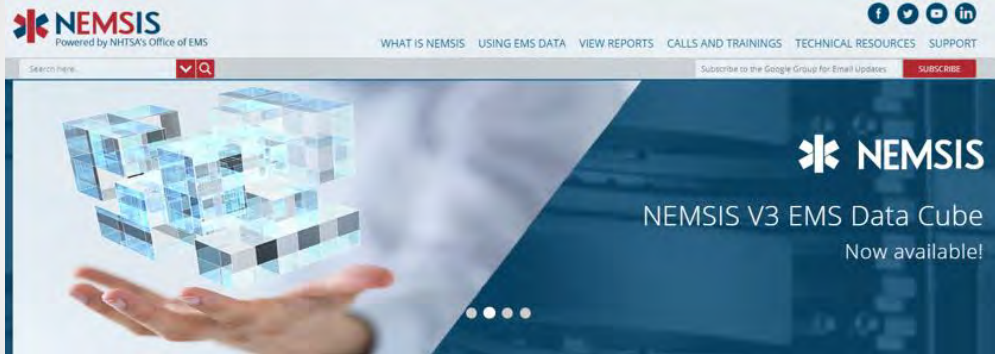 NEMSIS
Powered by NHTSA's Office of EMS
WHAT IS NEMSIS USING EMS DATA VIEW REPORTS CALLS AND TRAININGS TECHNICAL RESOURCES SUPPORT
Search here.
Subscribe to the Google Group for Email Updates
SUBSCRIBE
NEMSIS
NEMSIS V3 EMS Data Cube
Now available!